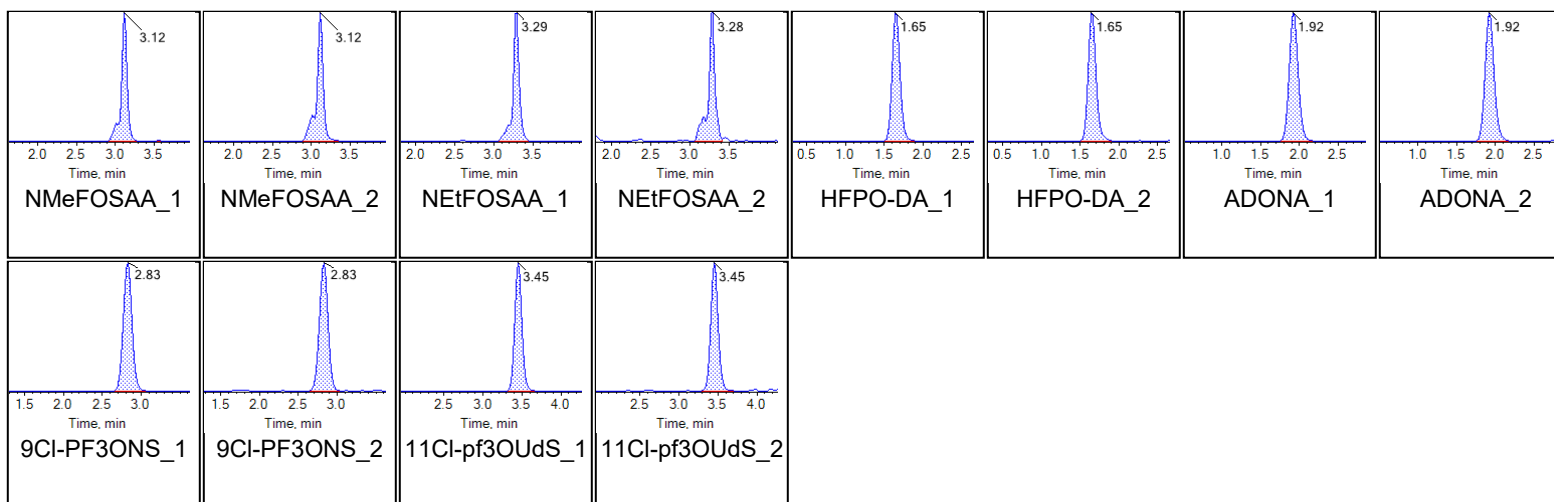 3.12 3.12 3.29 3.28 1.65 1.65 1.92 1.92
2.0 2.5 3.0 3.5 2.0 2.5 3.0 3.5 2.0 2.5 3.0 3.5 2.0 2.5 3.0 3.5 0.5 1.0 1.5 2.0 2.5 0.5 1.0 1.5 2.0 2.5 1.0 1.5 2.0 2.5 1.0 1.5 2.0 2.5
Time, min Time, min Time, min Time, min Time, min Time, min Time, min Time, min
NMeFOSAA_1 NMeFOSAA_2 NEtFOSAA_1 NEtFOSAA_2 HFPO-DA_1 HFPO-DA_2 ADONA_1 ADONA_2
2.83 2.83 3.45 3.45
1.5 2.0 2.5 3.0 1.5 2.0 2.5 3.0 2.5 3.0 3.5 4.0 2.5 3.0 3.5 4.0
Time, min Time, min Time, min Time, min
9Cl-PF3ONS_1 9Cl-PF3ONS_2 11Cl-pf3OUdS_1 11Cl-pf3OUdS_2